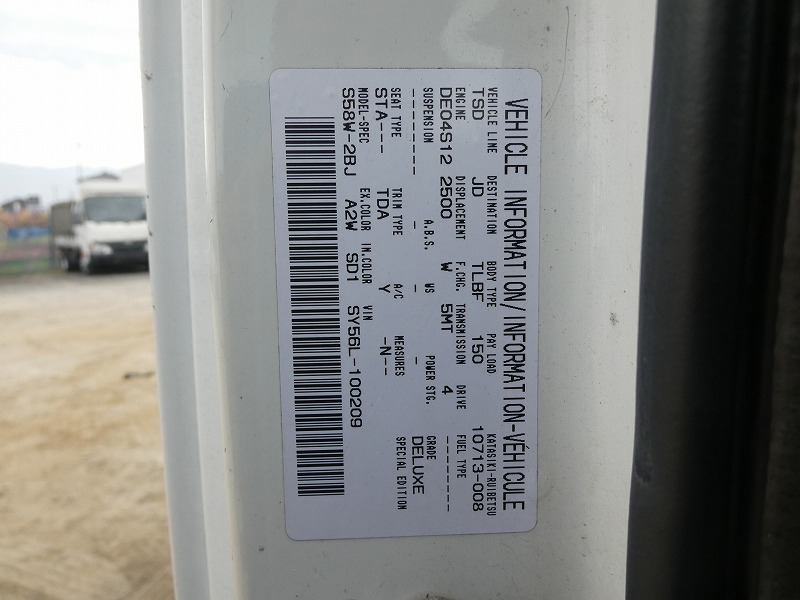 VEHICLE INFORMATION/INFORMATION-VÉHICULE
VEHICLE LINE DESTINATION BODY TYPE PAY LOAD KATASIKI-RUIBETSU
TSD JD TLBF 150 10713-008
ENGINE DISPLACEMENT F.CHG. TRANSMISSION DRIVE FUEL TYPE
DE04S12 2500 W 5MT 4 -------
SUSPENSION A.B.S. WS POWER STG. GRADE
------- - - - DELUXE
SEAT TYPE TRIM TYPE A/C MEASURES SPECIAL EDITION
STA--- TDA Y -N--
MODEL-SPEC EX.COLOR IN.COLOR VIN
S58W-2BJ A2W SD1 SY56L-100209